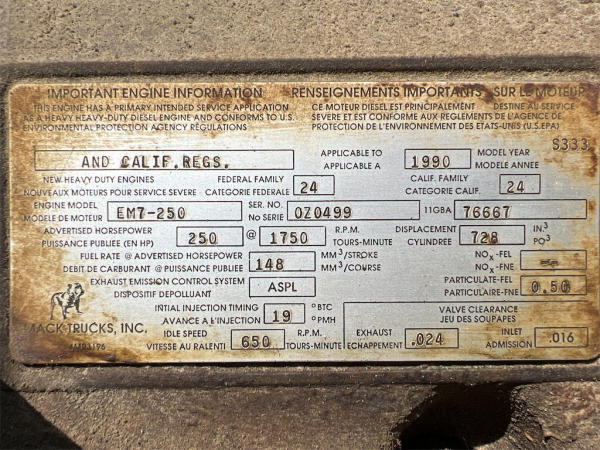 IMPORTANT ENGINE INFORMATION RENSEIGNEMENTS IMPORTANTS SUR LE MOTEUR
THIS ENGINE HAS A PRIMARY INTENDED SERVICE APPLICATION CE MOTEUR DIESEL EST PRINCIPALEMENT DESTINE AU SERVICE
AS A HEAVY HEAVY-DUTY DIESEL ENGINE AND CONFORMS TO U.S. SEVERE ET EST CONFORME AUX REGLEMENTS DE L'AGENCE DE
ENVIRONMENTAL PROTECTION AGENCY REGULATIONS PROTECTION DE L'ENVIRONNEMENT DES ETATS-UNIS (U.S.EPA)
S333
AND CALIF.REGS. APPLICABLE TO 1990 MODEL YEAR
APPLICABLE A MODELE ANNEE
NEW HEAVY DUTY ENGINES FEDERAL FAMILY 24 CALIF. FAMILY 24
NOUVEAUX MOTEURS POUR SERVICE SEVERE CATEGORIE FEDERALE CATEGORIE CALIF.
ENGINE MODEL EM7-250 SER. NO. 0Z0499 11GBA 76667
MODELE DE MOTEUR No SERIE
ADVERTISED HORSEPOWER 250 @ 1750 R.P.M. DISPLACEMENT 728 IN.3
PUISSANCE PUBLIEE (EN HP) TOURS-MINUTE CYLINDREE PO3
FUEL RATE @ ADVERTISED HORSEPOWER 148 MM3/STROKE NOX-FEL
DEBIT DE CARBURANT @ PUISSANCE PUBLIEE MM3/COURSE NOX-FNE
EXHAUST EMISSION CONTROL SYSTEM ASPL PARTICULATE-FEL
DISPOSITIF DEPOLLUANT PARTICULAIRE-FNE 0.50
INTIAL INJECTION TIMING 19 °BTC VALVE CLEARANCE
AVANCE A L'INJECTION °PMH JEU DES SOUPAPES
MACK TRUCKS, INC.
IDLE SPEED 650 R.P.M. EXHAUST .024 INLET .016
VITESSE AU RALENTI TOURS-MINUTE ECHAPPEMENT ADMISSION